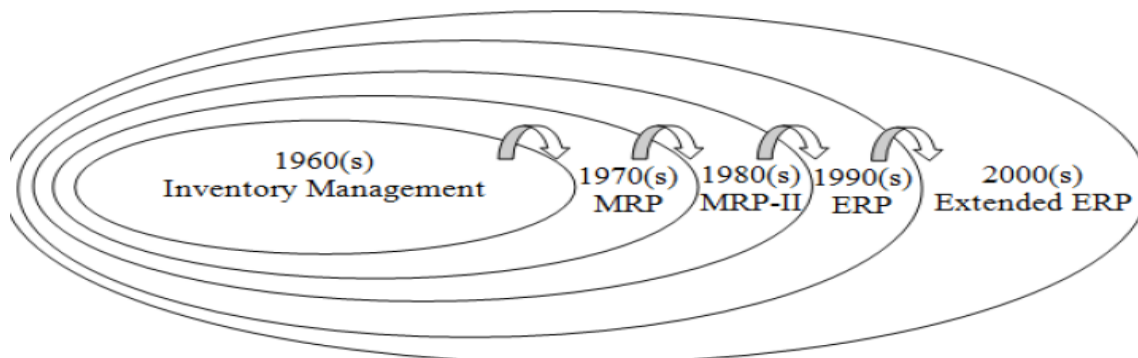 1960(s)
Inventory Management
1970(s)
MRP
1980(s)
MRP-II
1990(s)
ERP
2000(s)
Extended ERP